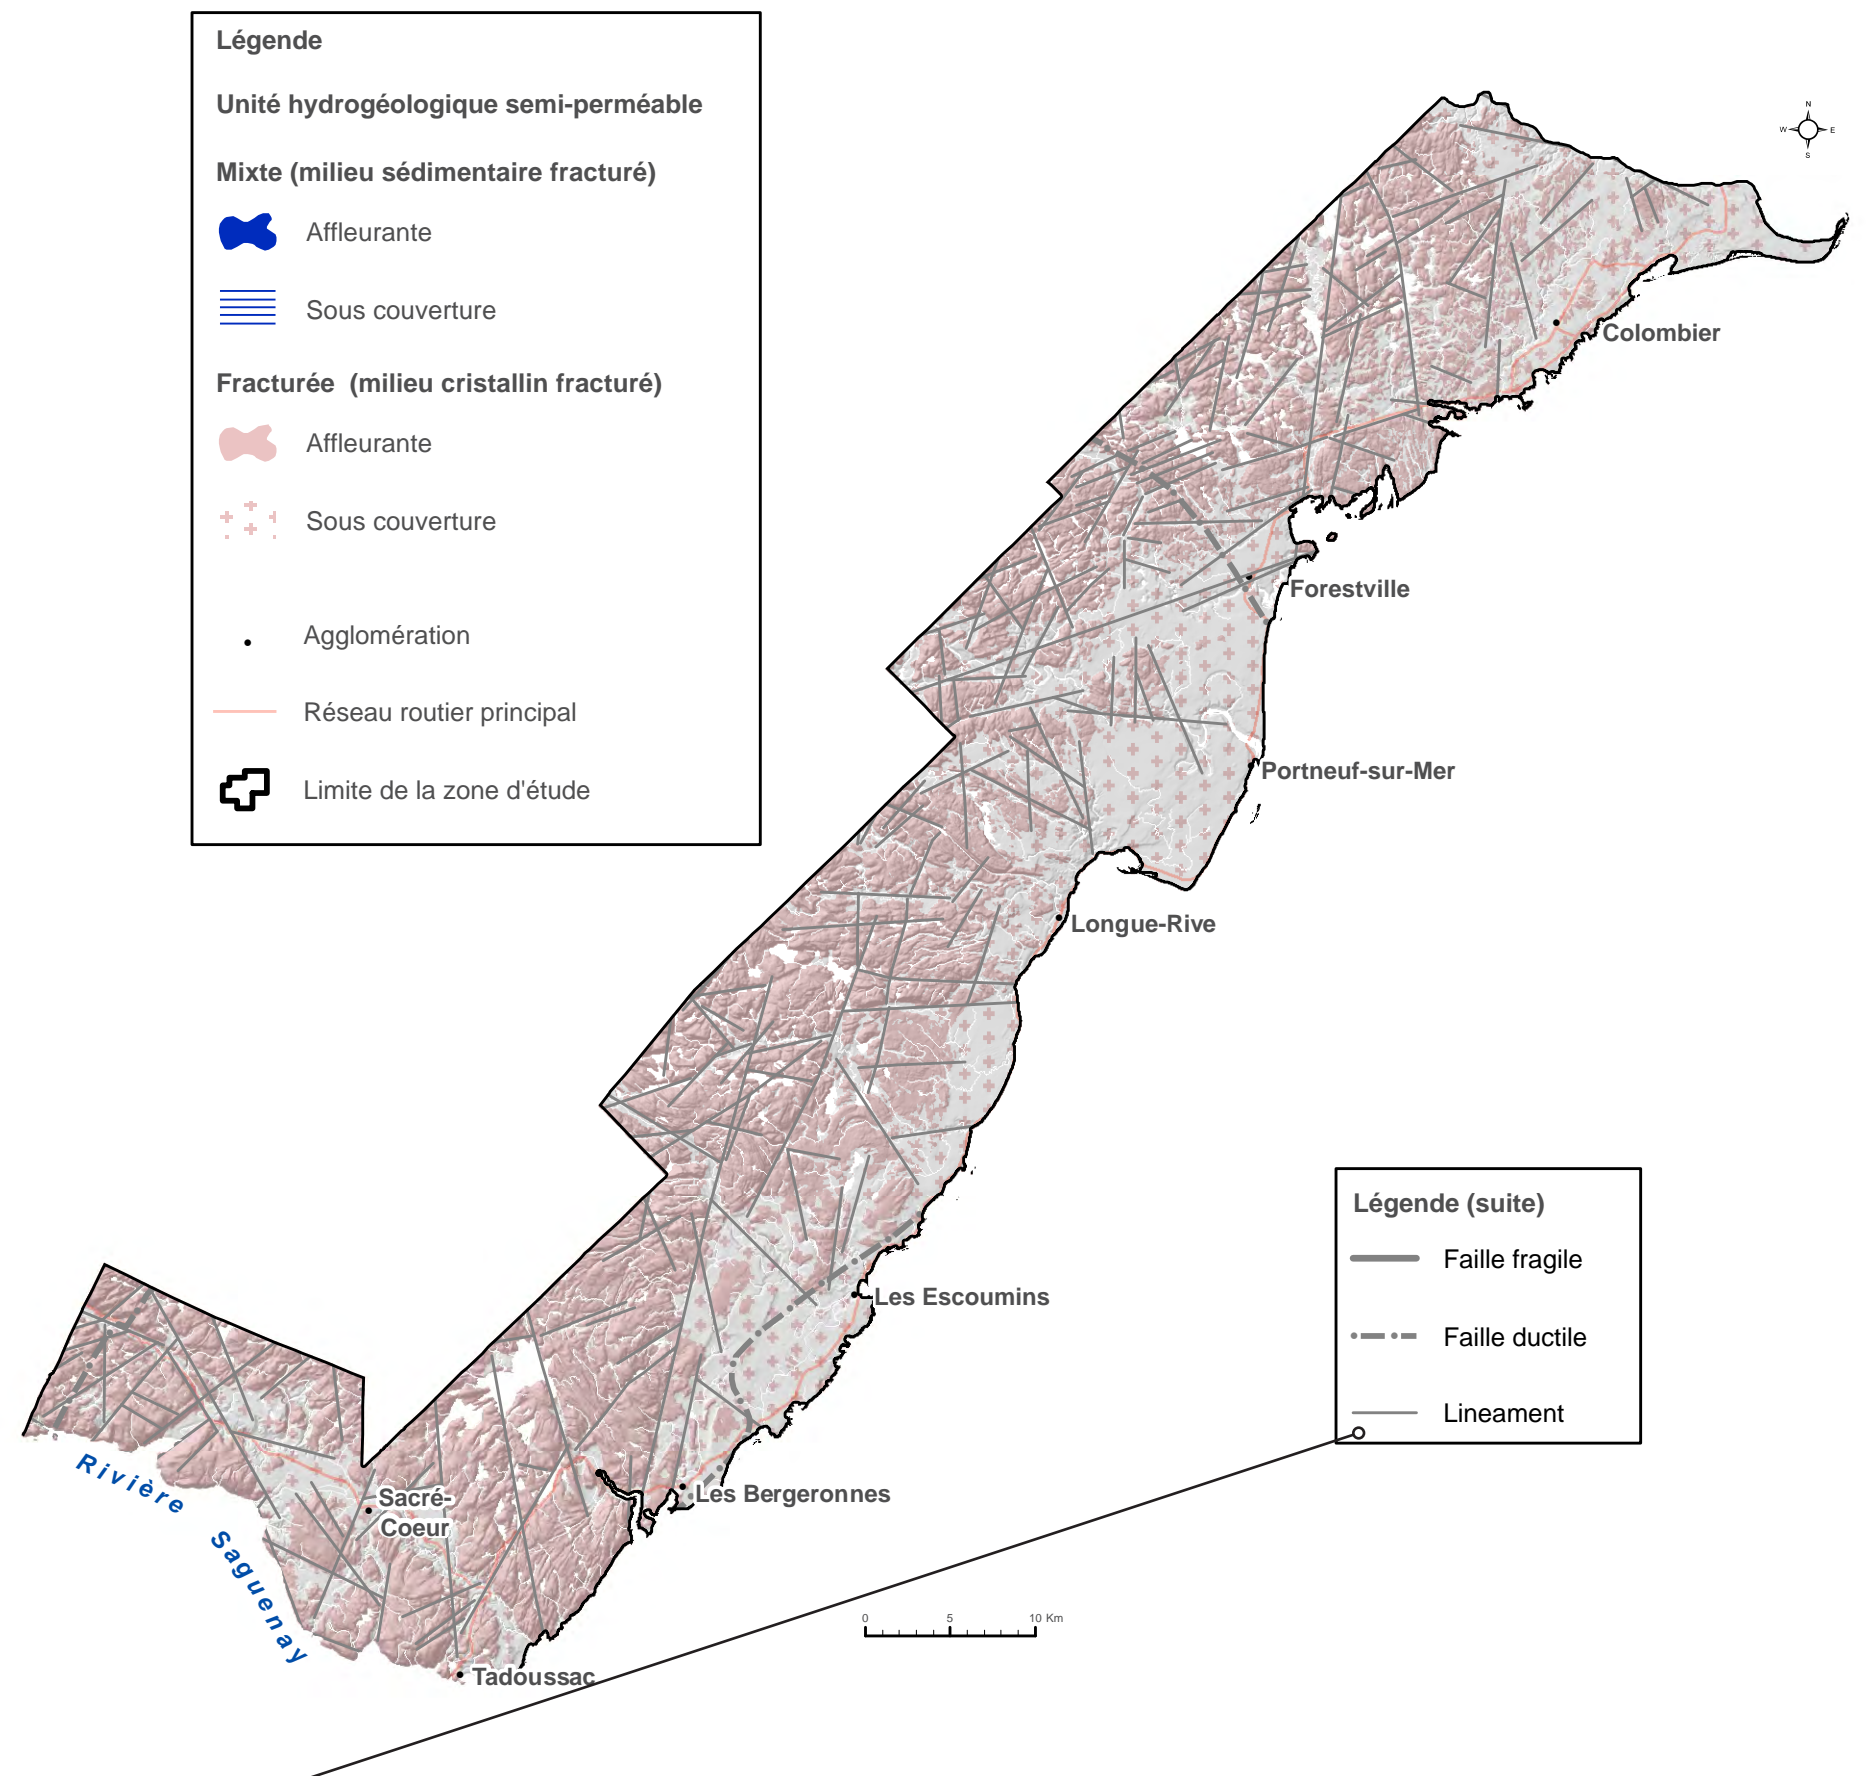 Légende
Unité hydrogéologique semi-perméable
Mixte (milieu sédimentaire fracturé)
Affleurante
Sous couverture
Fracturée (milieu cristallin fracturé)
Affleurante
Sous couverture
Agglomération
Réseau routier principal
Limite de la zone d'étude
N
W E
S
Colombier
Forestville
Portneuf-sur-Mer
Longue-Rive
Les Escoumins
Les Bergeronnes
Sacré-
Coeur
Tadoussac
Rivière Saguenay
Légende (suite)
Faille fragile
Faille ductile
Lineament
0 5 10 Km